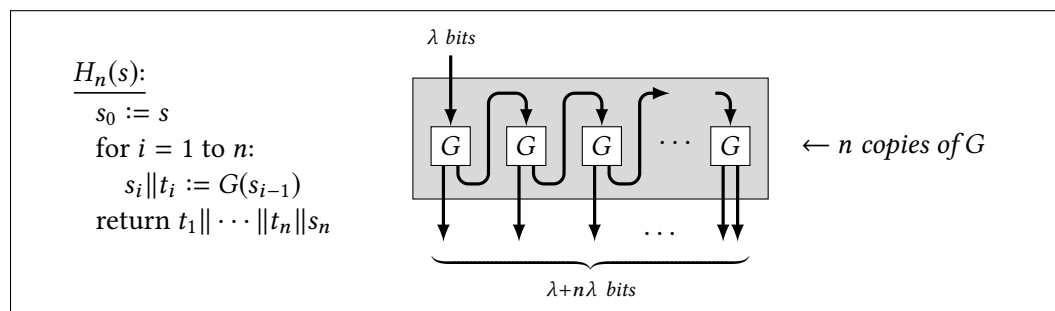 H_n(s):
s_0 := s
for i = 1 to n:
s_i‖t_i := G(s_{i−1})
return t_1‖ · · · ‖t_n‖s_n
λ bits
G G G · · · G
← n copies of G
· · ·
λ+nλ bits